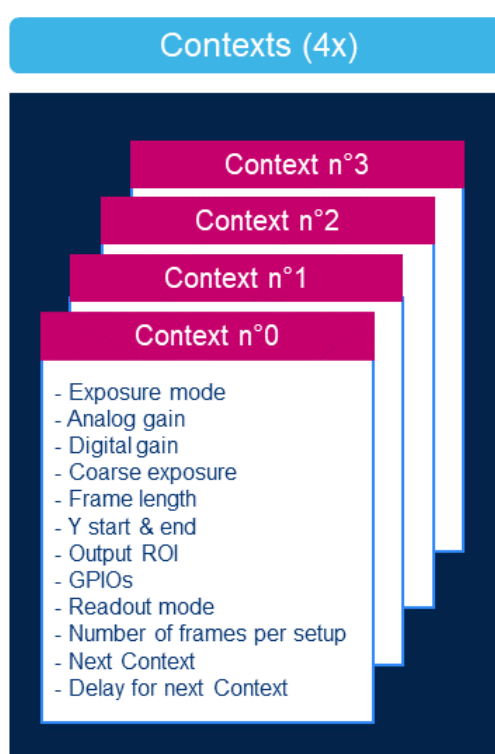 Contexts (4x)
Context n°3
Context n°2
Context n°1
Context n°0
- Exposure mode
- Analog gain
- Digital gain
- Coarse exposure
- Frame length
- Y start & end
- Output ROI
- GPIOs
- Readout mode
- Number of frames per setup
- Next Context
- Delay for next Context